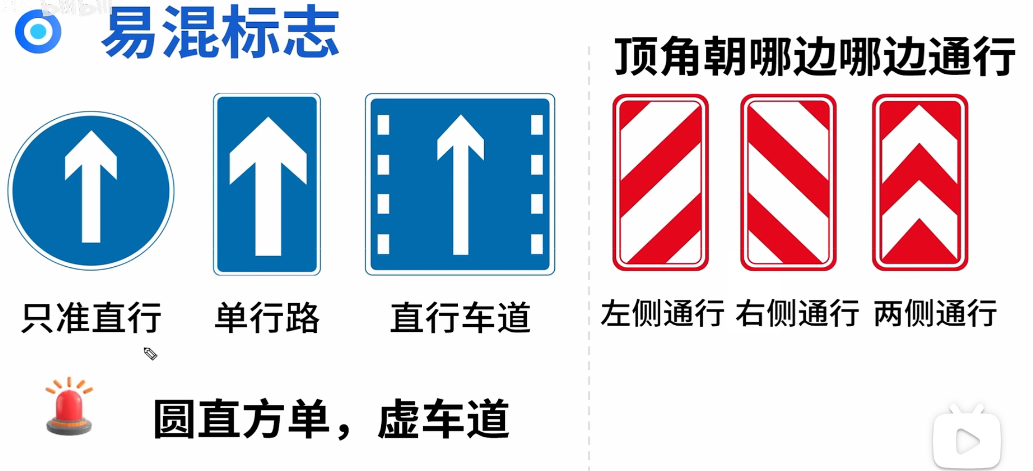 易混标志
只准直行
单行路
直行车道
圆直方单，虚车道
顶角朝哪边哪边通行
左侧通行
右侧通行
两侧通行